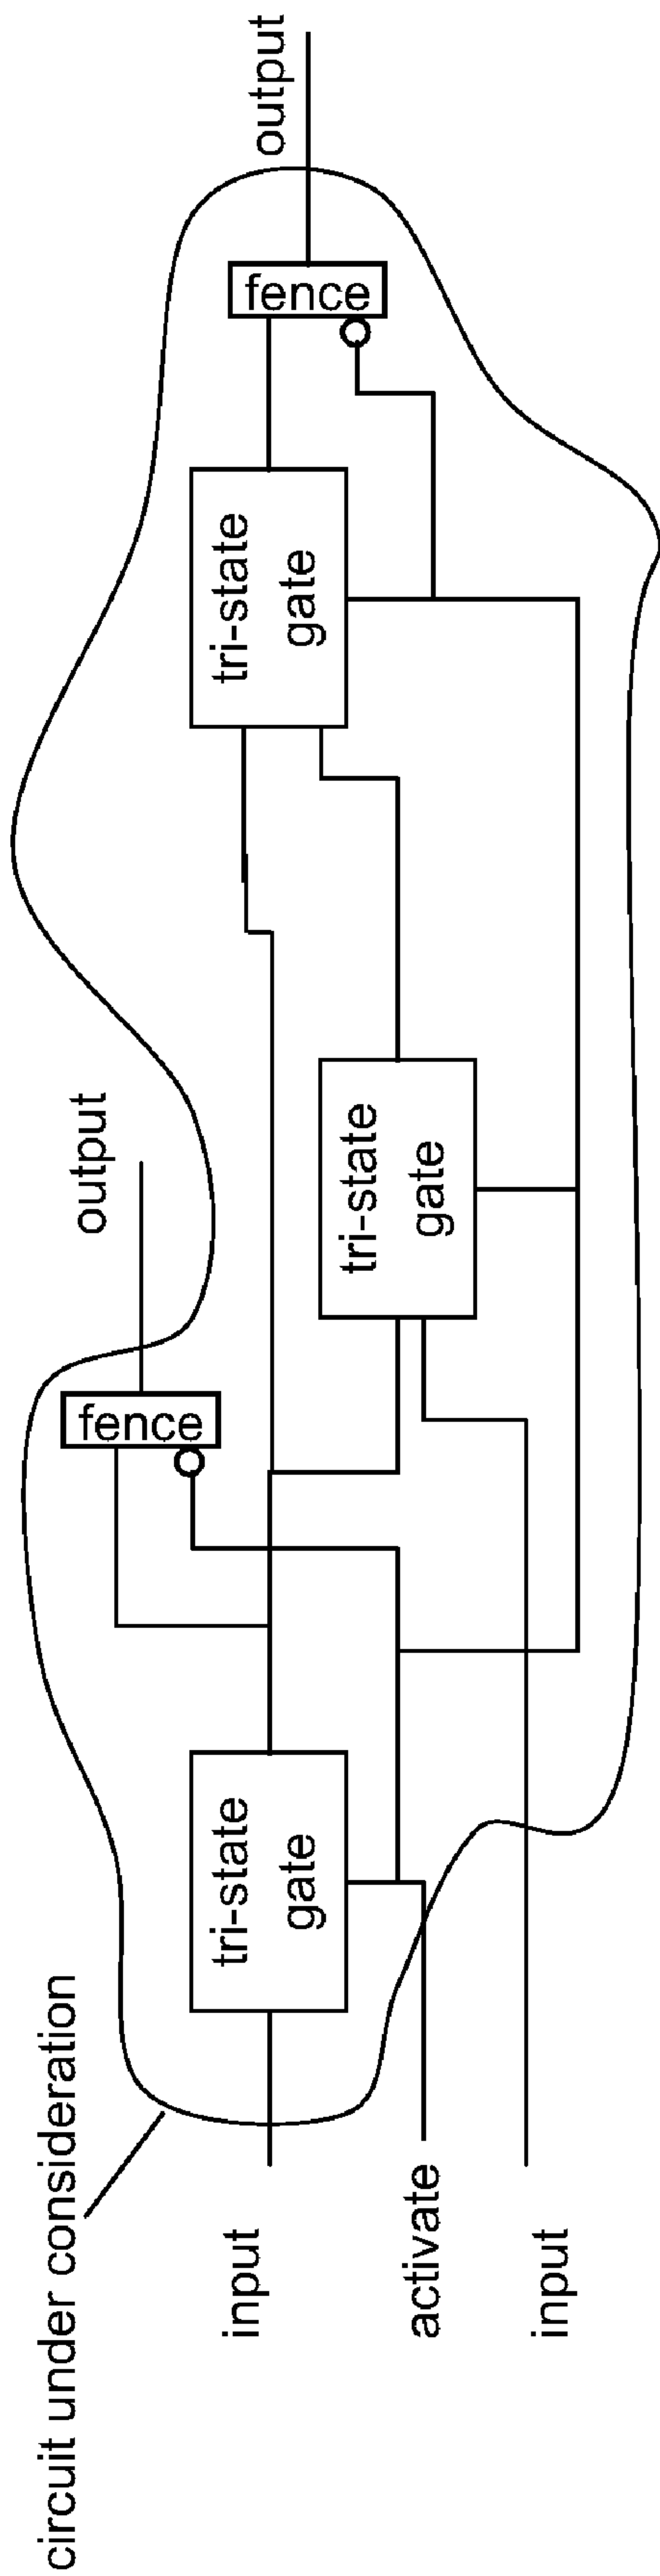 circuit under consideration
input
activate
input
tri-state
gate
fence
output
tri-state
gate
tri-state
gate
fence
output